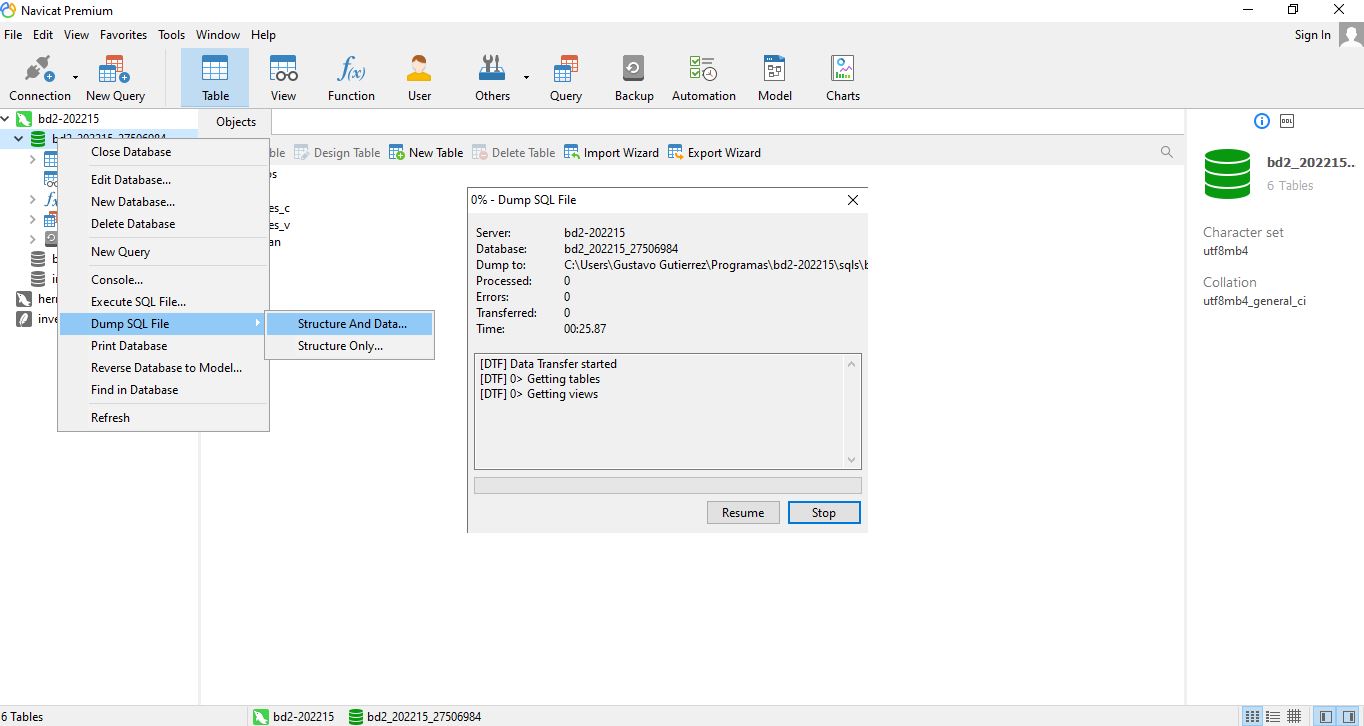 Navicat Premium
File Edit View Favorites Tools Window Help Sign In
Connection New Query Table View Function User Others Query Backup Automation Model Charts
bd2-202215
Objects
bd2_202215_27506984
Design Table New Table Delete Table Import Wizard Export Wizard
Close Database
Edit Database...
New Database...
Delete Database
New Query
Console...
Execute SQL File...
Dump SQL File
Print Database
Reverse Database to Model...
Find in Database
Refresh
Structure And Data...
Structure Only...
es_c
es_v
an
0% - Dump SQL File
Server: bd2-202215
Database: bd2_202215_27506984
Dump to: C:\Users\Gustavo Gutierrez\Programas\bd2-202215\sqls\b
Processed: 0
Errors: 0
Transferred: 0
Time: 00:25.87
[DTF] Data Transfer started
[DTF] 0> Getting tables
[DTF] 0> Getting views
Resume Stop
DDL
bd2_202215...
6 Tables
Character set
utf8mb4
Collation
utf8mb4_general_ci
6 Tables bd2-202215 bd2_202215_27506984